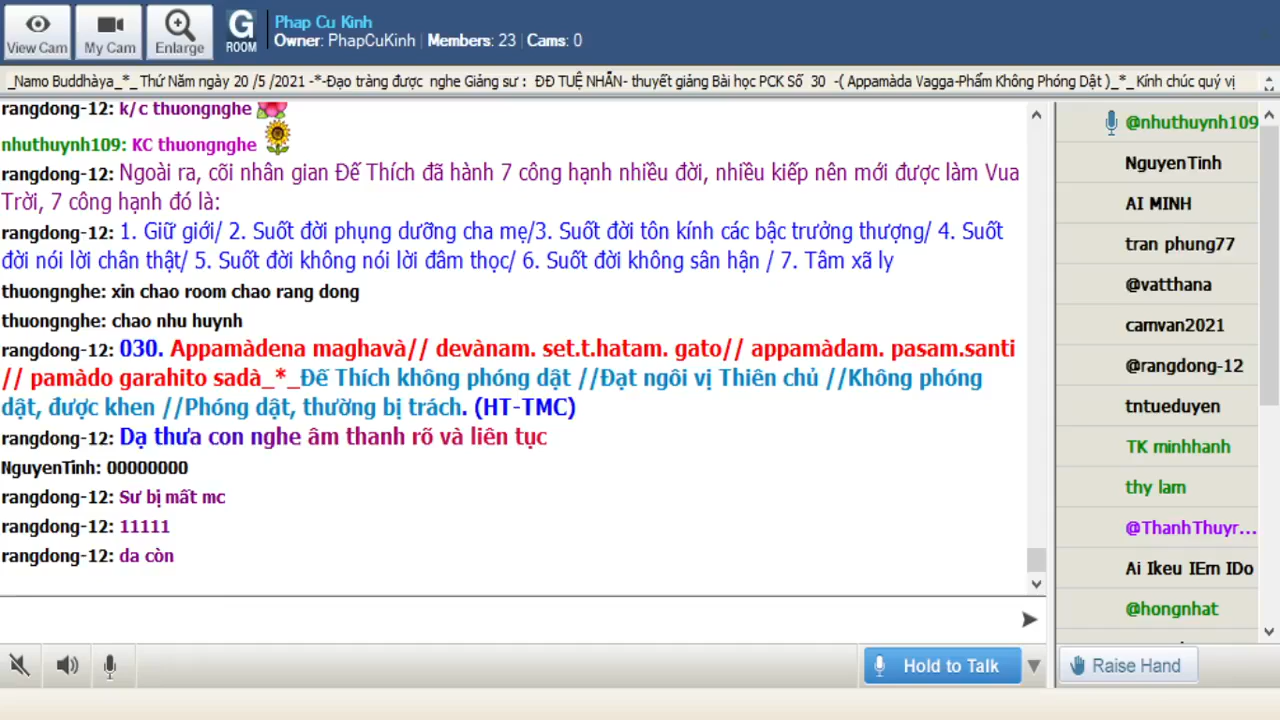 Phap Cu Kinh
View Cam
My Cam
Enlarge
G
ROOM
Owner: PhapCuKinh | Members: 23 | Cams: 0
_Namo Buddhàya_*_ Thứ Năm ngày 20 /5 /2021 -*-Đạo tràng được nghe Giảng sư : ĐĐ TUỆ NHẪN- thuyết giảng Bài học PCK Số 30 -( Appamàda Vagga-Phẩm Không Phóng Dật )_*_ Kính chúc quý vị
rangdong-12: k/c thuongnghe
nhuthuynh109: KC thuongnghe
rangdong-12: Ngoài ra, cõi nhân gian Đế Thích đã hành 7 công hạnh nhiều đời, nhiều kiếp nên mới được làm Vua
Trời, 7 công hạnh đó là:
rangdong-12: 1. Giữ giới/ 2. Suốt đời phụng dưỡng cha mẹ/3. Suốt đời tôn kính các bậc trưởng thượng/ 4. Suốt
đời nói lời chân thật/ 5. Suốt đời không nói lời đâm thọc/ 6. Suốt đời không sân hận / 7. Tâm xã ly
thuongnghe: xin chao room chao rang dong
thuongnghe: chao nhu huynh
rangdong-12: 030. Appamàdena maghavà// devànam. set.t.hatam. gato// appamàdam. pasam.santi
// pamàdo garahito sadà_*_Đế Thích không phóng dật //Đạt ngôi vị Thiên chủ //Không phóng
dật, được khen //Phóng dật, thường bị trách. (HT-TMC)
rangdong-12: Dạ thưa con nghe âm thanh rõ và liên tục
NguyenTinh: 00000000
rangdong-12: Sư bị mất mc
rangdong-12: 11111
rangdong-12: da còn
@nhuthuynh109
NguyenTinh
AI MINH
tran phung77
@vatthana
camvan2021
@rangdong-12
tntueduyen
TK minhhanh
thy lam
@ThanhThuyr...
Ai Ikeu IEm IDo
@hongnhat
Hold to Talk
Raise Hand